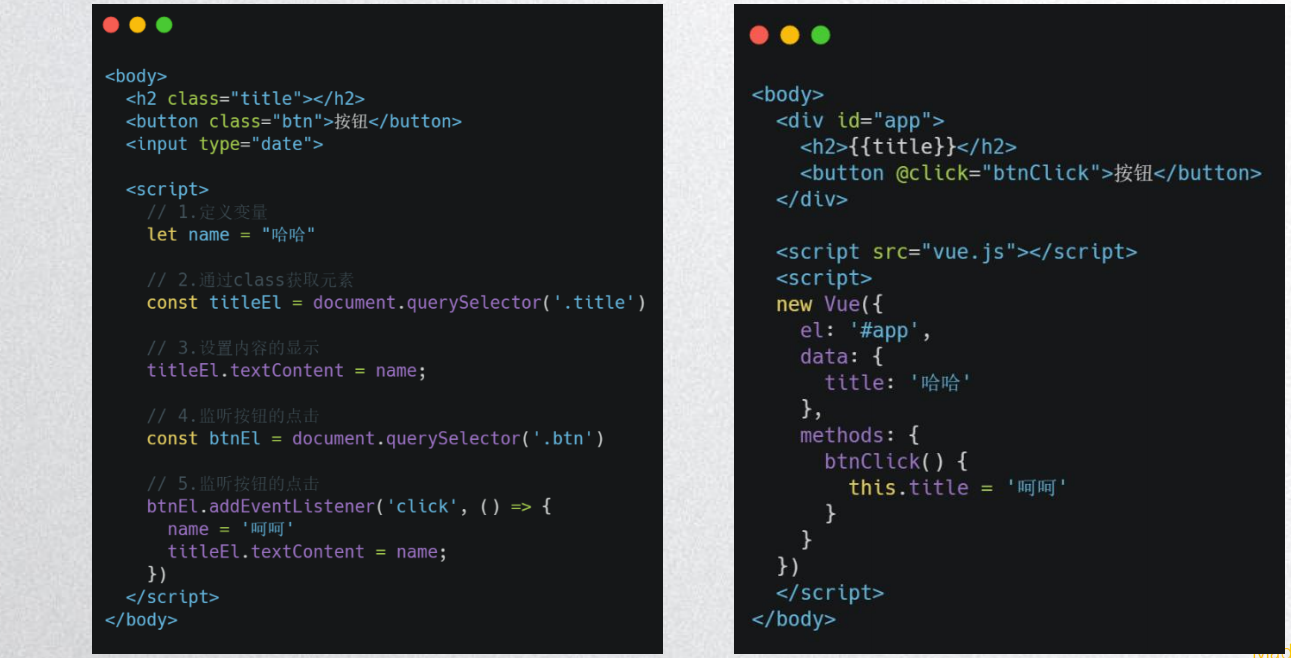 <body>
  <h2 class="title"></h2>
  <button class="btn">按钮</button>
  <input type="date">
  <script>
    // 1.定义变量
    let name = "哈哈"
    // 2.通过class获取元素
    const titleEl = document.querySelector('.title')
    // 3.设置内容的显示
    titleEl.textContent = name;
    // 4.监听按钮的点击
    const btnEl = document.querySelector('.btn')
    // 5.监听按钮的点击
    btnEl.addEventListener('click', () => {
      name = '呵呵'
      titleEl.textContent = name;
    })
  </script>
</body>
<body>
  <div id="app">
    <h2>{{title}}</h2>
    <button @click="btnClick">按钮</button>
  </div>
  <script src="vue.js"></script>
  <script>
  new Vue({
    el: '#app',
    data: {
      title: '哈哈'
    },
    methods: {
      btnClick() {
        this.title = '呵呵'
      }
    }
  })
  </script>
</body>